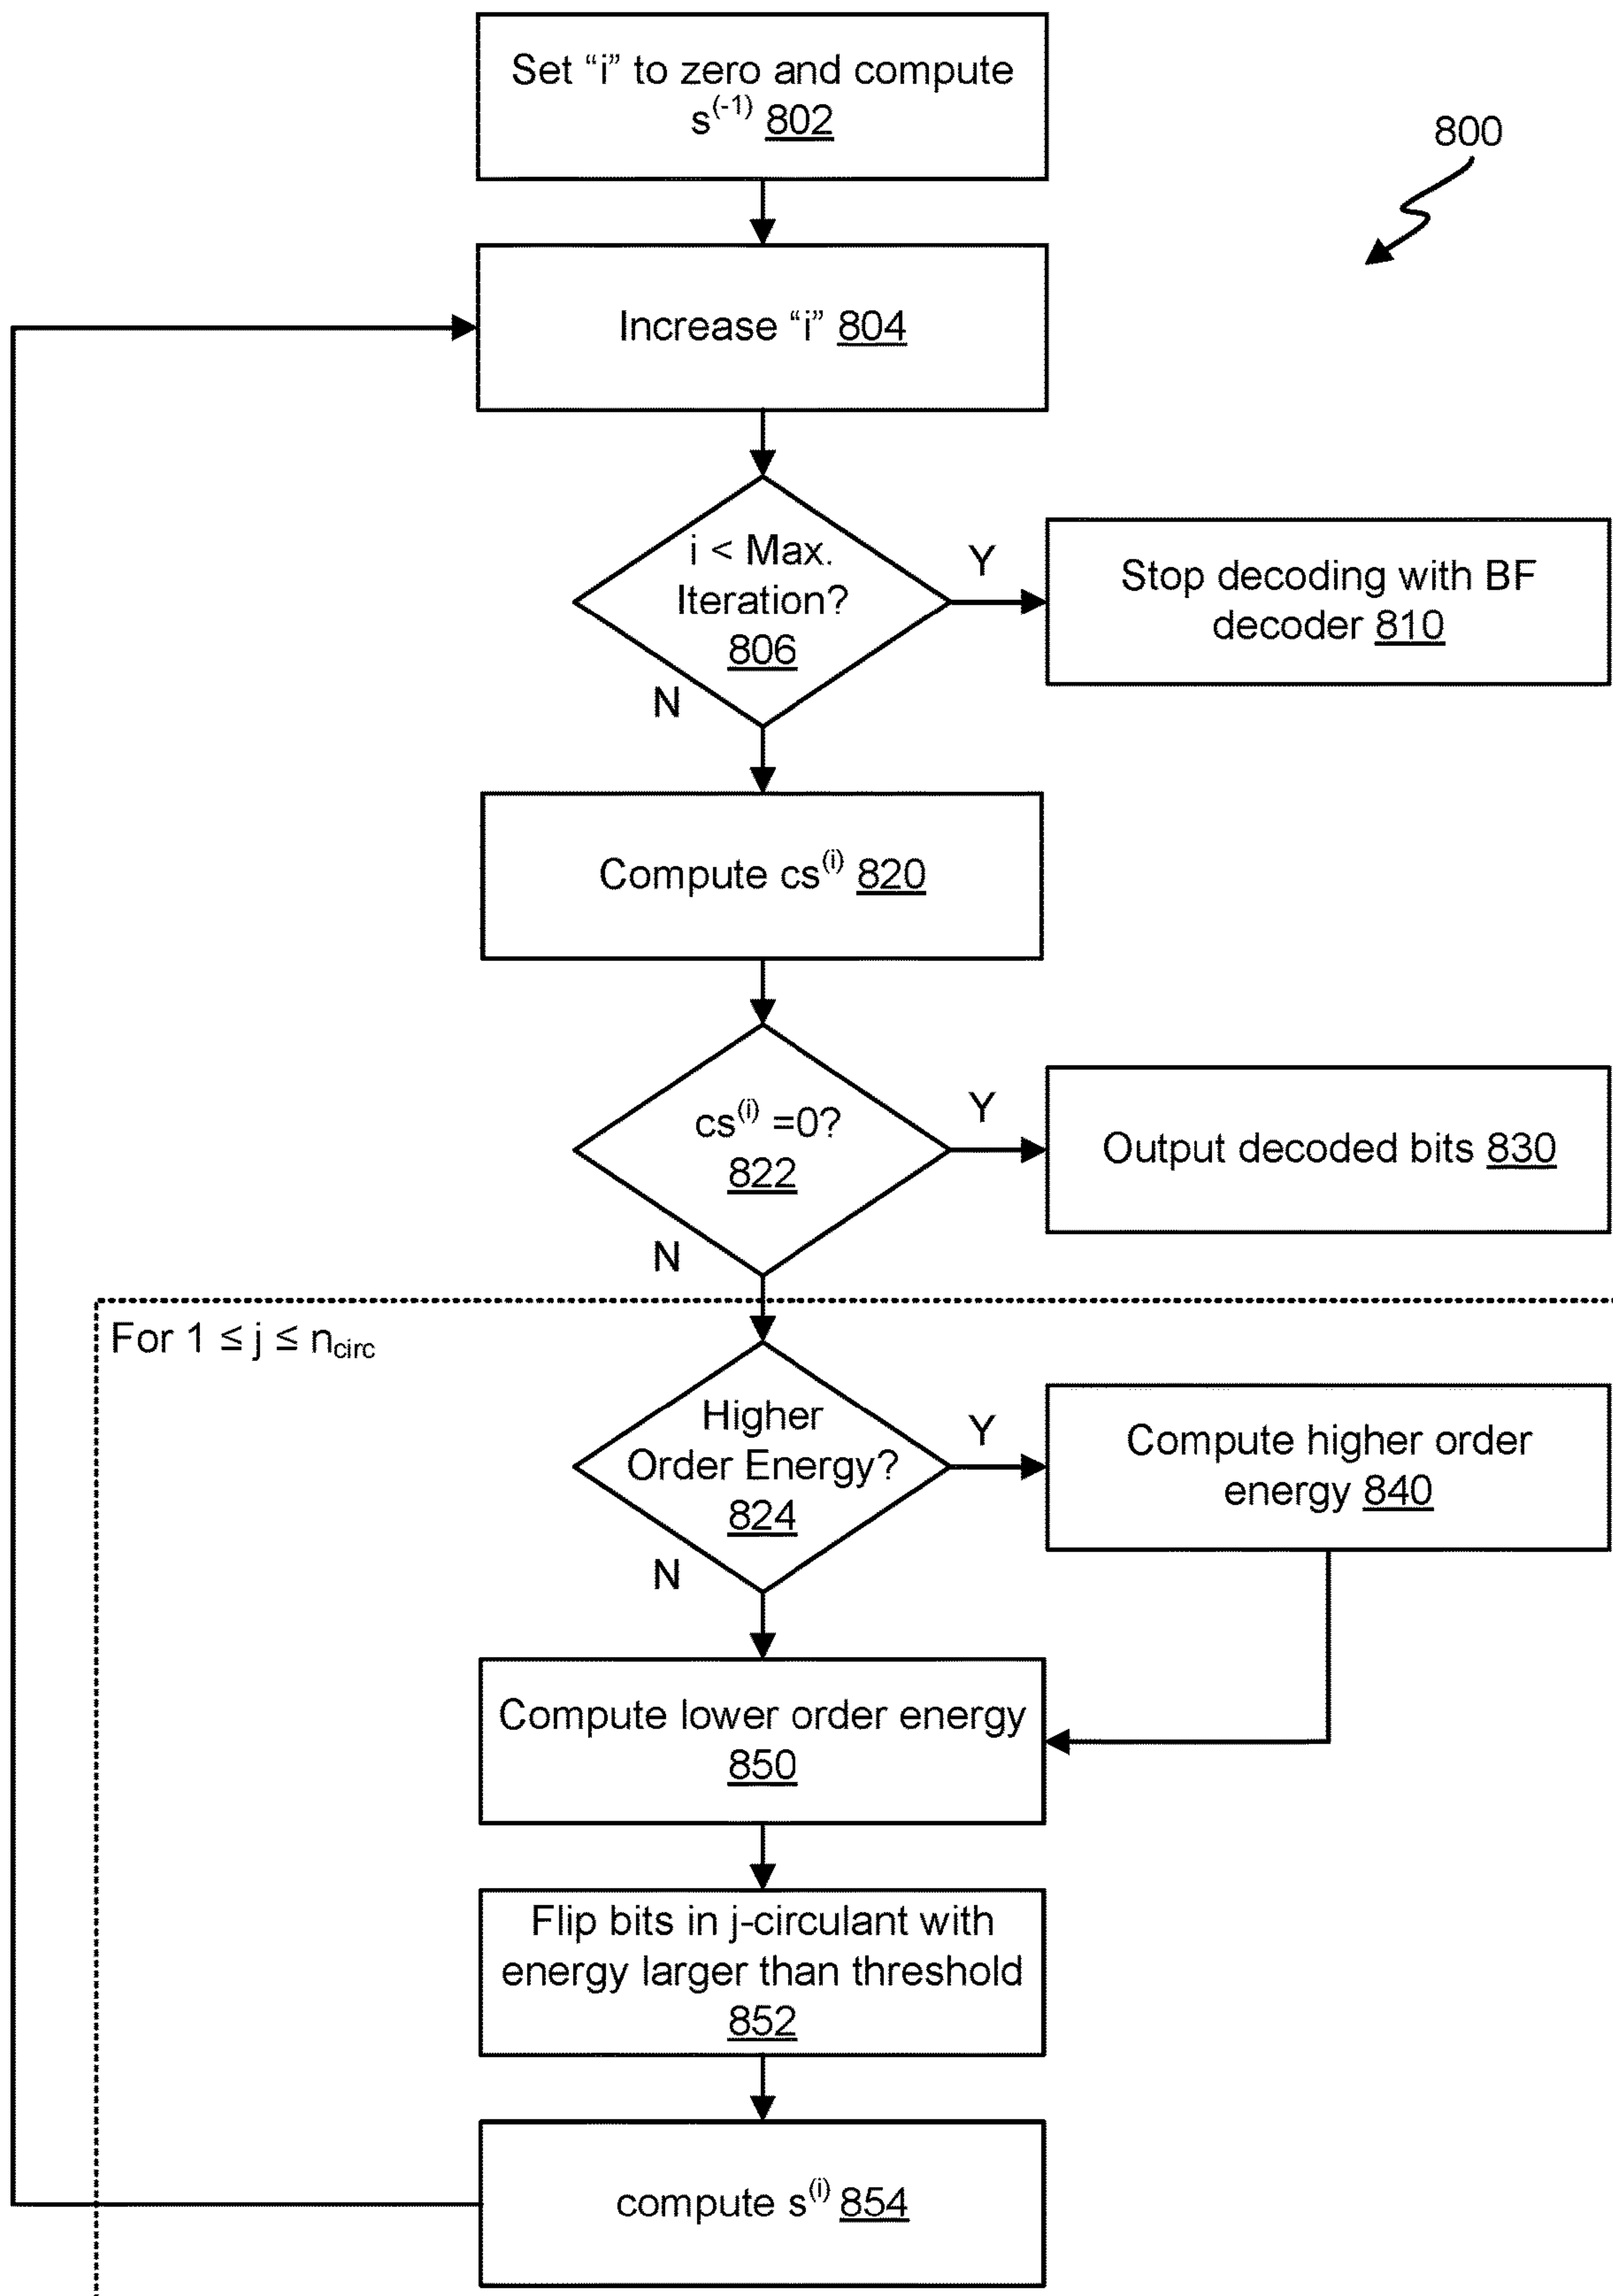 Set “i” to zero and compute
s(-1) 802
800
Increase “i” 804
i < Max.
Iteration?
806
Y
N
Stop decoding with BF
decoder 810
Compute cs(i) 820
cs(i) =0?
822
Y
N
Output decoded bits 830
For 1 ≤ j ≤ ncirc
Higher
Order Energy?
824
Y
N
Compute higher order
energy 840
Compute lower order energy
850
Flip bits in j-circulant with
energy larger than threshold
852
compute s(i) 854